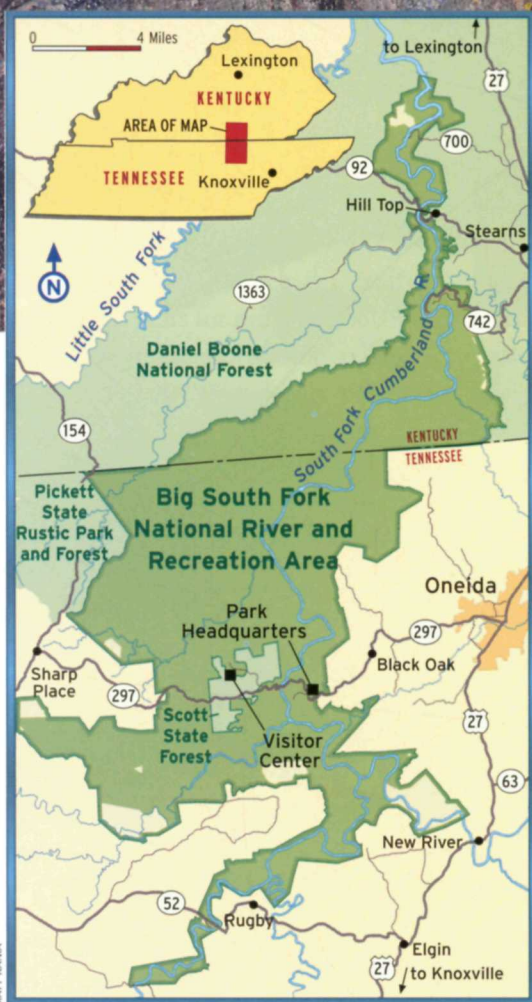 0 4 Miles
Lexington
KENTUCKY
AREA OF MAP
TENNESSEE
Knoxville
to Lexington
27
700
92
Hill Top
Stearns
N
Little South Fork
1363
742
Daniel Boone
National Forest
South Fork Cumberland R.
154
KENTUCKY
TENNESSEE
Pickett
State
Rustic Park
and Forest
Big South Fork
National River and
Recreation Area
Oneida
Park
Headquarters
297
Black Oak
Sharp
Place
297
Scott
State
Forest
Visitor
Center
27
63
New River
52
Rugby
Elgin
27
to Knoxville